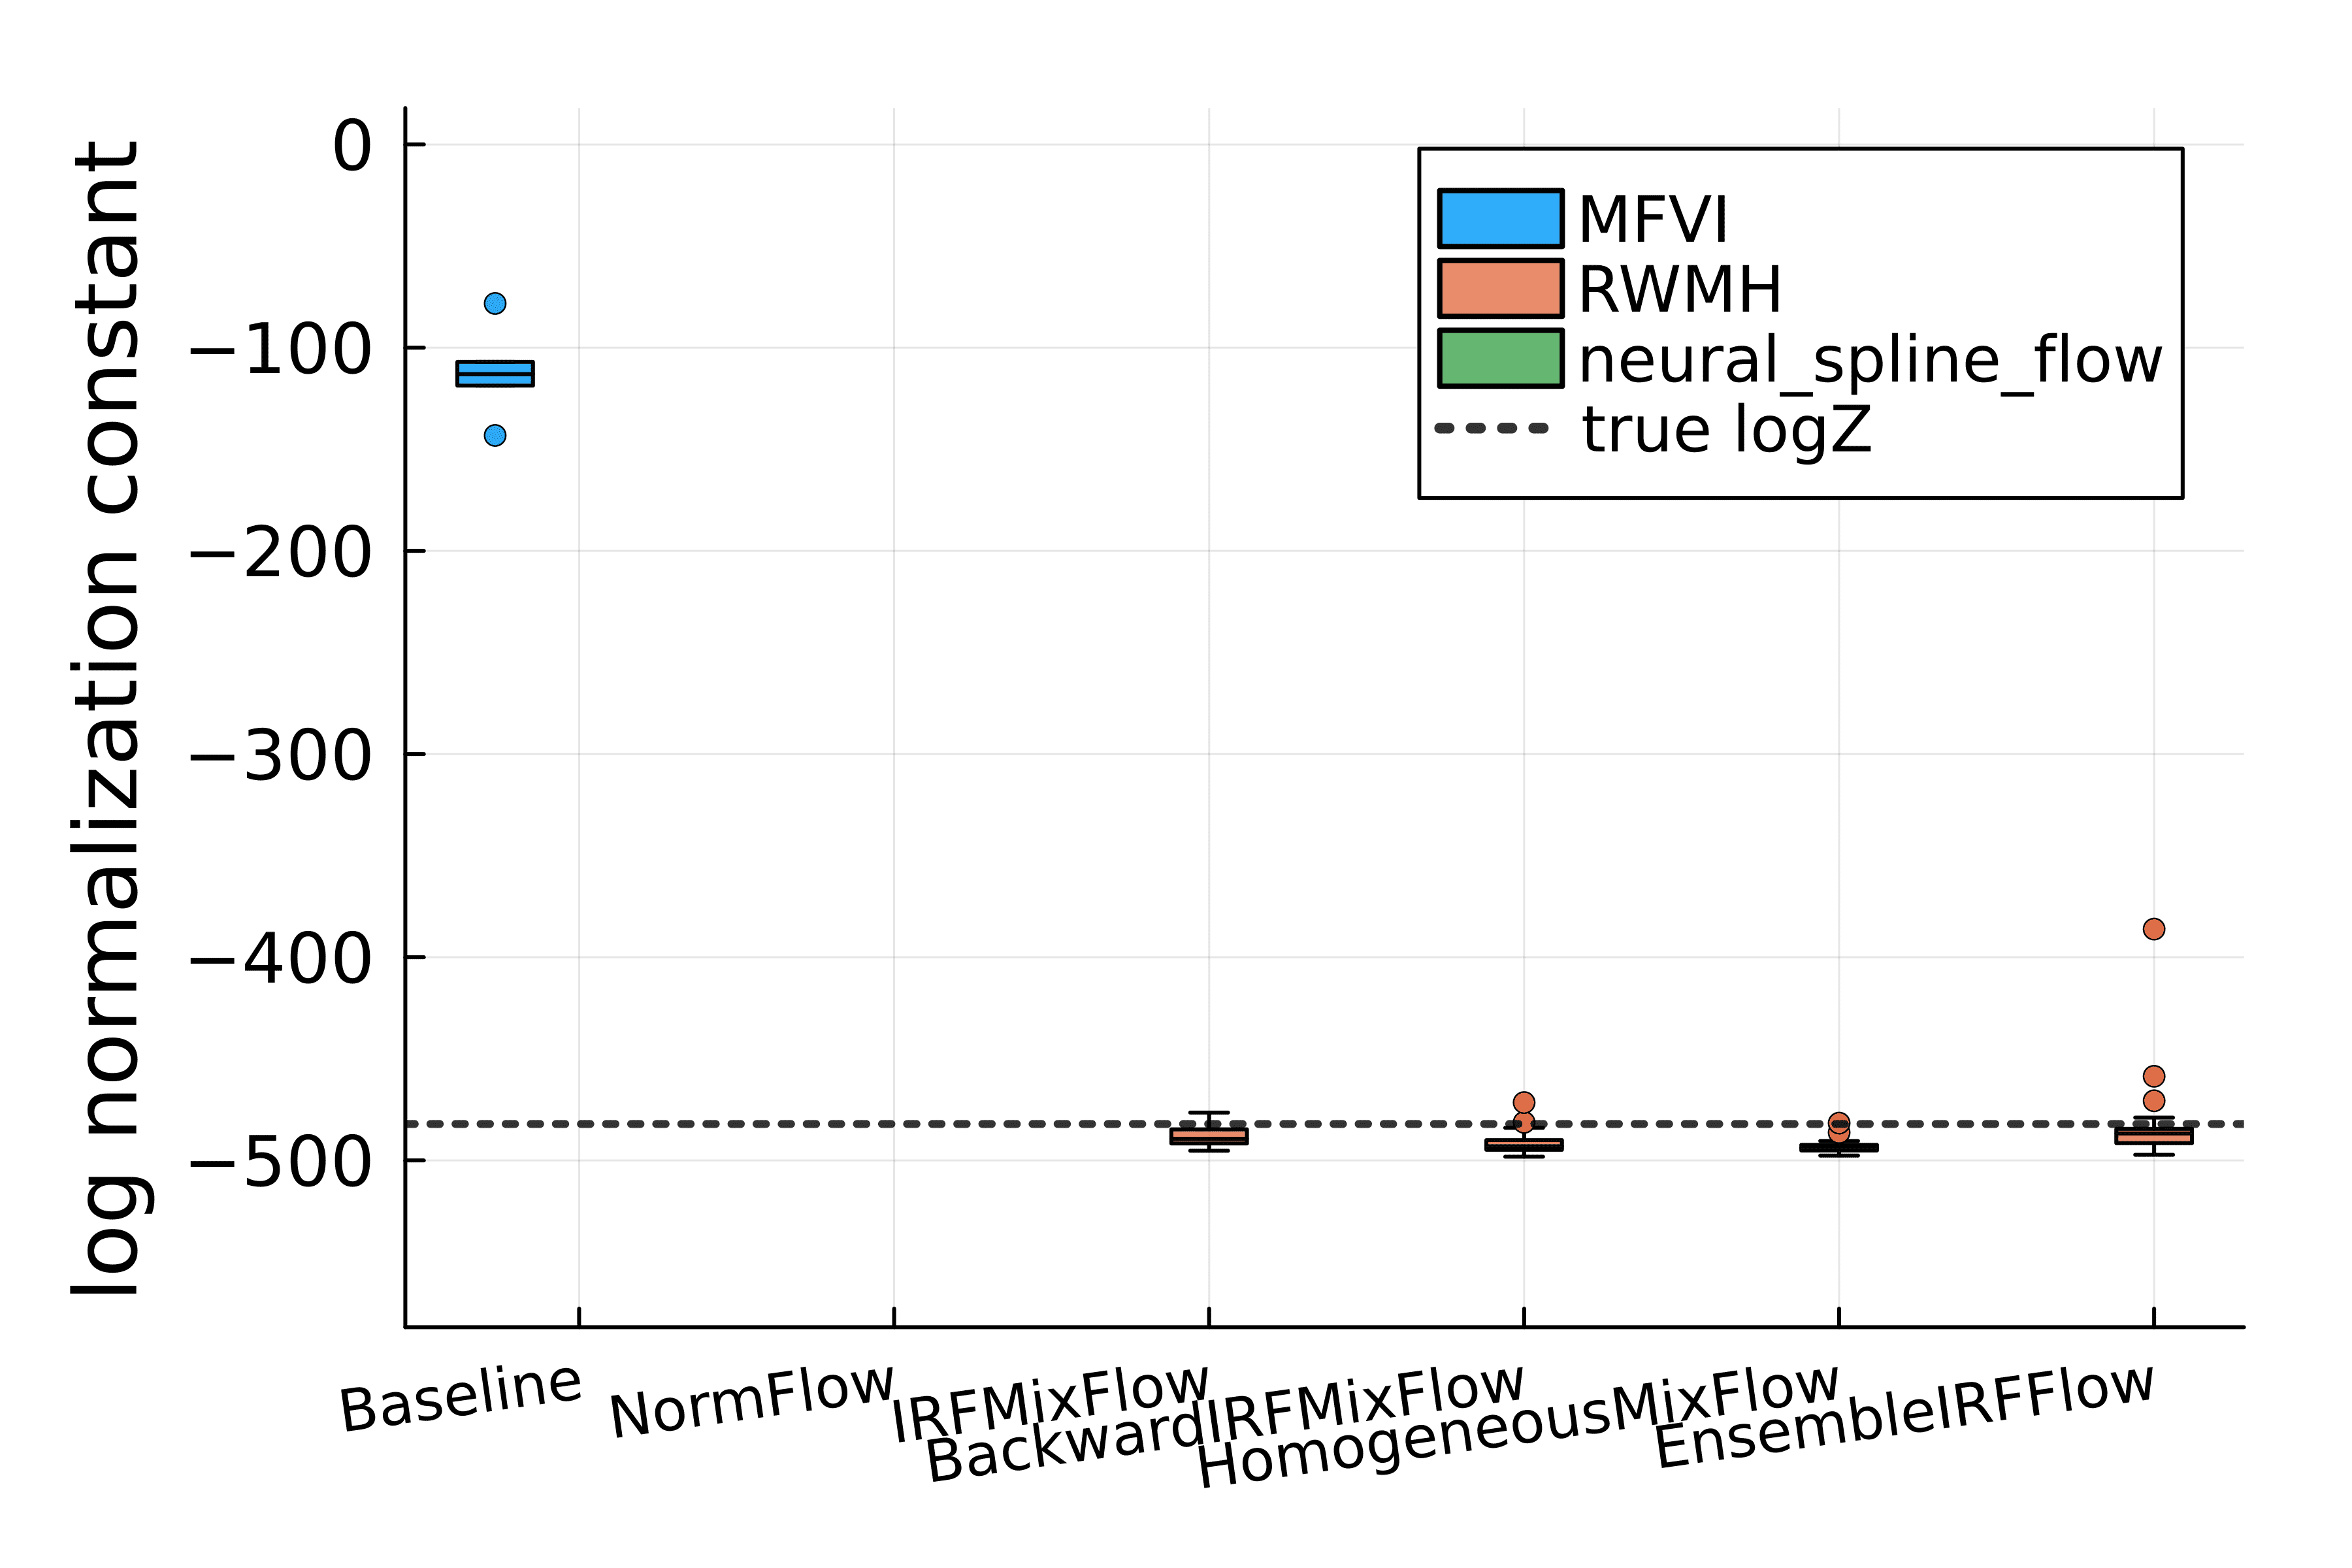 log normalization constant
0
−100
−200
−300
−400
−500
MFVI
RWMH
neural_spline_flow
true logZ
Baseline
NormFlow
IRFMixFlow
BackwardIRFMixFlow
HomogeneousMixFlow
EnsembleIRFFlow